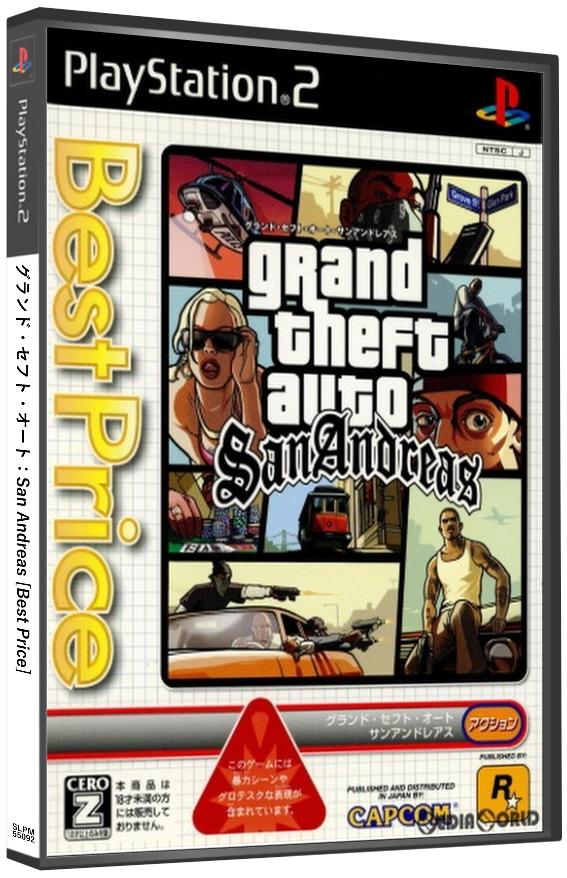 PlayStation®2
グランド・セフト・オート：San Andreas [Best Price]
SLPM
55092
PlayStation®2
NTSC J
Best Price
Grove St
Glen Park
グランド・セフト・オート・サンアンドレアス
grand
theft
auto
San Andreas
グランド・セフト・オート
サンアンドレアス
アクション
このゲームには
暴力シーンや
グロテスクな表現が
含まれています。
CERO
Z
本商品は
18才未満の方
には販売して
おりません。
PUBLISHED AND DISTRIBUTED
IN JAPAN BY:
CAPCOM
PUBLISHED BY:
R
MEDIA WORLD